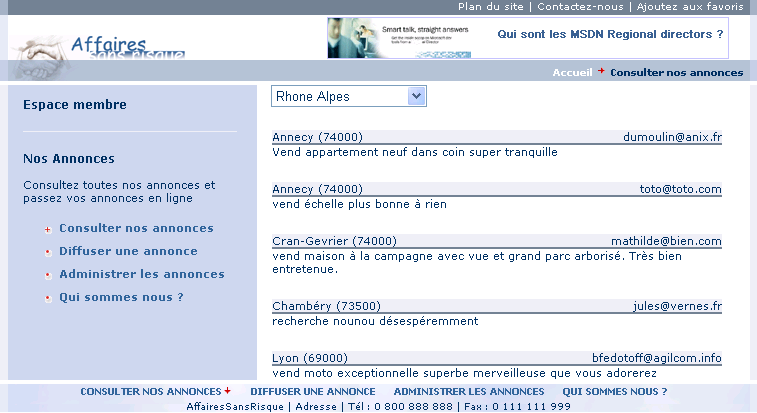 Plan du site | Contactez-nous | Ajoutez aux favoris
Affaires
sans risque
Smart talk, straight answers
Qui sont les MSDN Regional directors ?
Accueil Consulter nos annonces
Espace membre
Rhone Alpes
Nos Annonces
Consultez toutes nos annonces et
passez vos annonces en ligne
Consulter nos annonces
Diffuser une annonce
Administrer les annonces
Qui sommes nous ?
Annecy (74000) dumoulin@anix.fr
Vend appartement neuf dans coin super tranquille
Annecy (74000) toto@toto.com
vend échelle plus bonne à rien
Cran-Gevrier (74000) mathilde@bien.com
vend maison à la campagne avec vue et grand parc arborisé. Très bien
entretenue.
Chambéry (73500) jules@vernes.fr
recherche nounou désespéremment
Lyon (69000) bfedotoff@agilcom.info
vend moto exceptionnelle superbe merveilleuse que vous adorerez
CONSULTER NOS ANNONCES DIFFUSER UNE ANNONCE ADMINISTRER LES ANNONCES QUI SOMMES NOUS ?
AffairesSansRisque | Adresse | Tél : 0 800 888 888 | Fax : 0 111 111 999